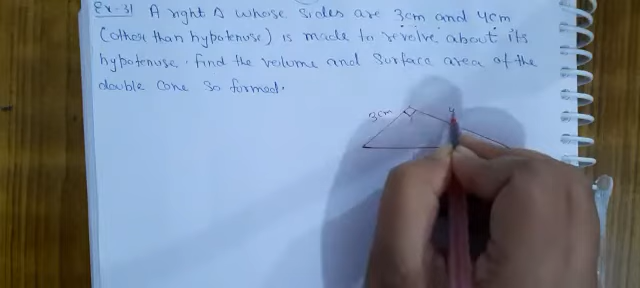 Ex-31 A right Δ whose sides are 3cm and 4cm
(other than hypotenuse) is made to revolve about its
hypotenuse. find the volume and Surface area of the
double Cone so formed.
3cm 4